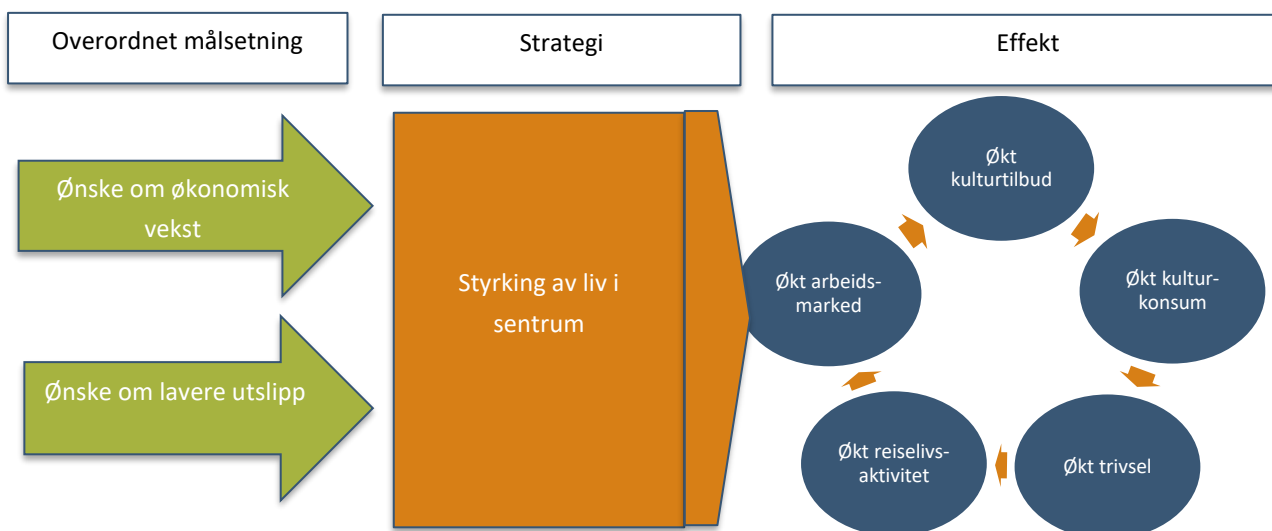 Overordnet målsetning
Strategi
Effekt
Ønske om økonomisk
vekst
Ønske om lavere utslipp
Styrking av liv i
sentrum
Økt
kulturtilbud
Økt kultur-
konsum
Økt trivsel
Økt reiselivs-
aktivitet
Økt arbeids-
marked